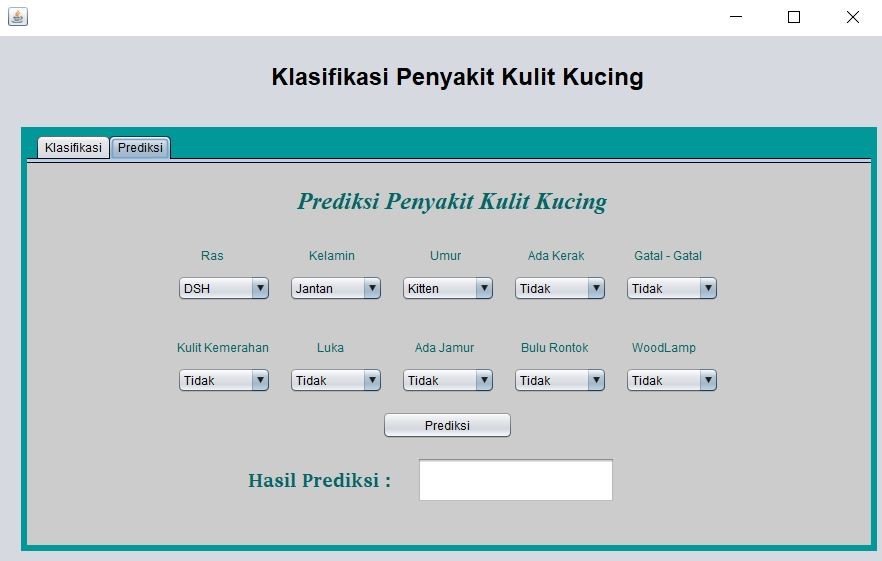 Klasifikasi Penyakit Kulit Kucing
Klasifikasi Prediksi
Prediksi Penyakit Kulit Kucing
Ras Kelamin Umur Ada Kerak Gatal - Gatal
DSH Jantan Kitten Tidak Tidak
Kulit Kemerahan Luka Ada Jamur Bulu Rontok WoodLamp
Tidak Tidak Tidak Tidak Tidak
Prediksi
Hasil Prediksi :